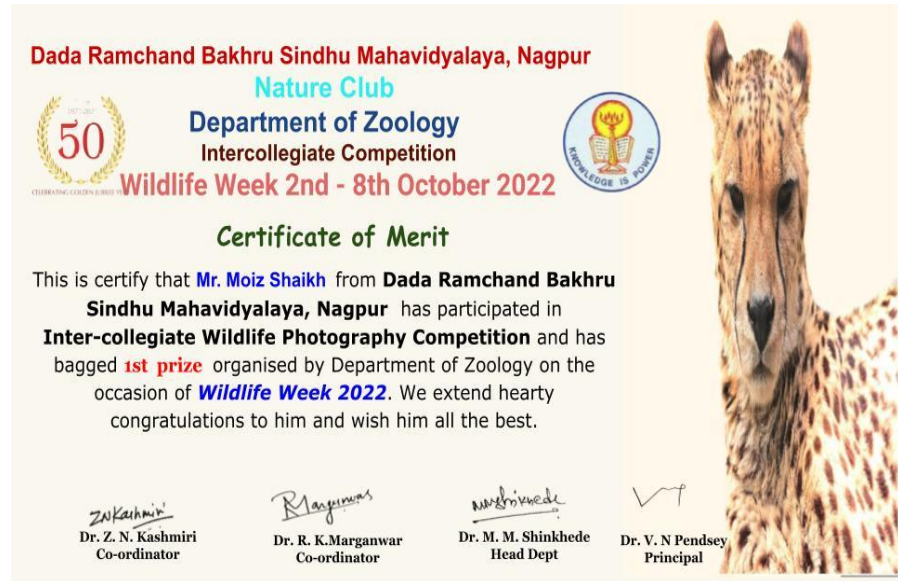 Dada Ramchand Bakhru Sindhu Mahavidyalaya, Nagpur
Nature Club
Department of Zoology
Intercollegiate Competition
Wildlife Week 2nd - 8th October 2022
50
KNOWLEDGE IS POWER
Certificate of Merit
This is certify that Mr. Moiz Shaikh from Dada Ramchand Bakhru
Sindhu Mahavidyalaya, Nagpur has participated in
Inter-collegiate Wildlife Photography Competition and has
bagged 1st prize organised by Department of Zoology on the
occasion of Wildlife Week 2022. We extend hearty
congratulations to him and wish him all the best.
ZNKashmiri
Dr. Z. N. Kashmiri
Co-ordinator
Dr. R. K.Marganwar
Co-ordinator
Dr. M. M. Shinkhede
Head Dept
Dr. V. N Pendsey
Principal